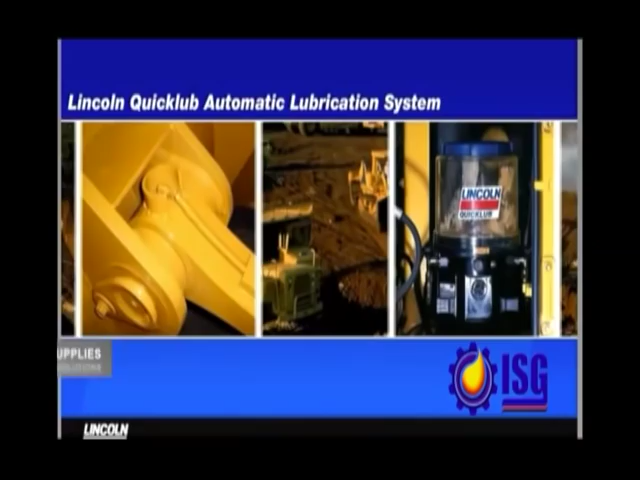 Lincoln Quicklub Automatic Lubrication System
LINCOLN
QUICKLUB
UPPLIES
ISG
LINCOLN